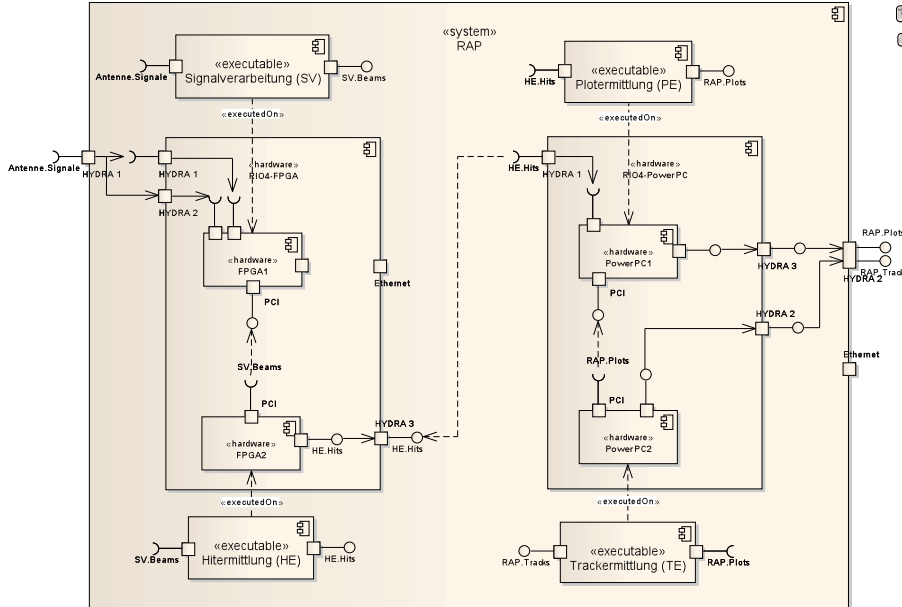 «system»
RAP
«executable»
Signalverarbeitung (SV)
Antenne.Signale
SV.Beams
«executable»
Plotermittlung (PE)
HE.Hits
RAP.Plots
«executedOn»
«executedOn»
Antenne.Signale
HYDRA 1
HYDRA 1
HYDRA 2
«hardware»
RIO4-FPGA
HE.Hits
HYDRA 1
«hardware»
RIO4-PowerPC
«hardware»
FPGA1
PCI
Ethernet
«hardware»
PowerPC1
PCI
HYDRA 3
RAP.Plots
RAP.Track
HYDRA 2
HYDRA 2
Ethernet
SV.Beams
PCI
RAP.Plots
PCI
«hardware»
FPGA2
HE.Hits
HYDRA 3
HE.Hits
«hardware»
PowerPC2
«executedOn»
«executedOn»
«executable»
Hitermittlung (HE)
SV.Beams
HE.Hits
«executable»
Trackermittlung (TE)
RAP.Tracks
RAP.Plots